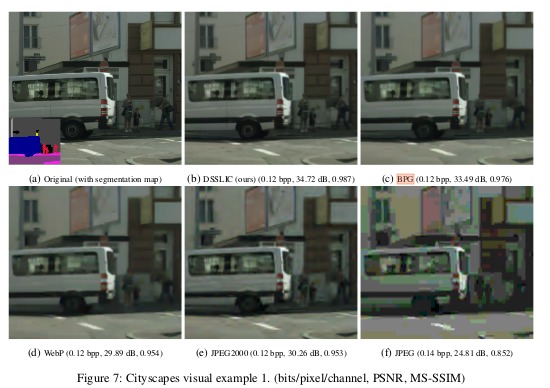 (a) Original (with segmentation map)
(b) DSSLIC (ours) (0.12 bpp, 34.72 dB, 0.987)
(c) BPG (0.12 bpp, 33.49 dB, 0.976)
(d) WebP (0.12 bpp, 29.89 dB, 0.954)
(e) JPEG2000 (0.12 bpp, 30.26 dB, 0.953)
(f) JPEG (0.14 bpp, 24.81 dB, 0.852)
Figure 7: Cityscapes visual example 1. (bits/pixel/channel, PSNR, MS-SSIM)